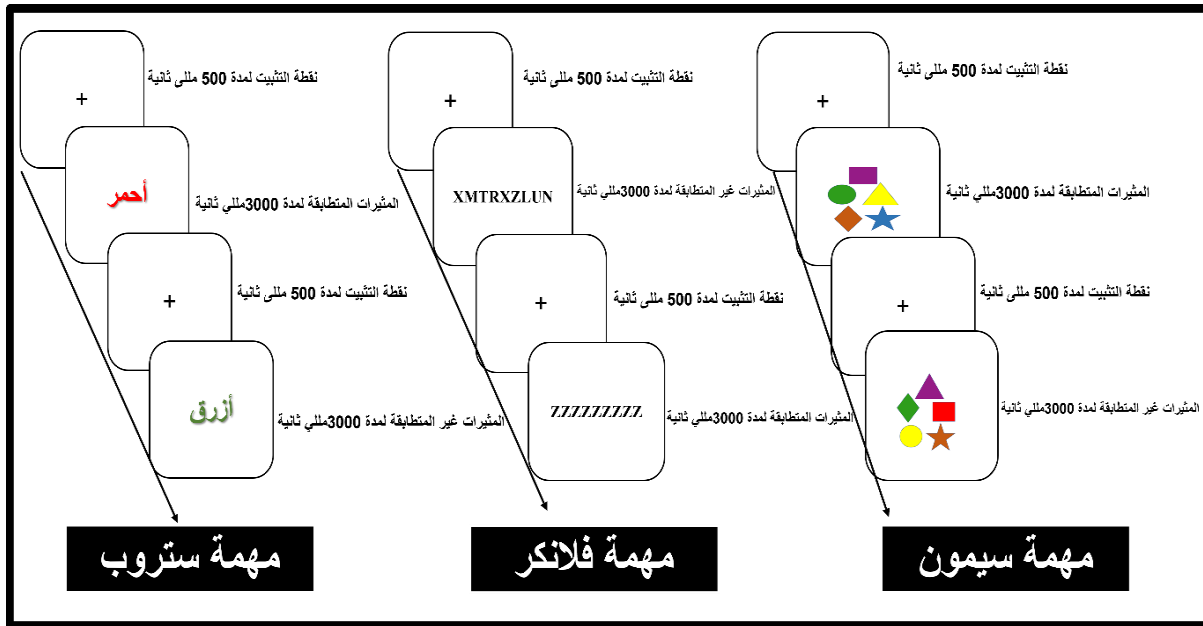 نقطة التثبيت لمدة 500 مللى ثانية
+
أحمر
المثيرات المتطابقة لمدة 3000مللي ثانية
+
نقطة التثبيت لمدة 500 مللى ثانية
أزرق
المثيرات غير المتطابقة لمدة 3000مللي ثانية
مهمة ستروب
نقطة التثبيت لمدة 500 مللى ثانية
+
XMTRXZLUN
المثيرات غير المتطابقة لمدة 3000مللي ثانية
+
نقطة التثبيت لمدة 500 مللى ثانية
ZZZZZZZZZ
المثيرات المتطابقة لمدة 3000مللي ثانية
مهمة فلانكر
نقطة التثبيت لمدة 500 مللى ثانية
+
المثيرات المتطابقة لمدة 3000مللي ثانية
نقطة التثبيت لمدة 500 مللى ثانية
+
المثيرات غير المتطابقة لمدة 3000مللي ثانية
مهمة سيمون